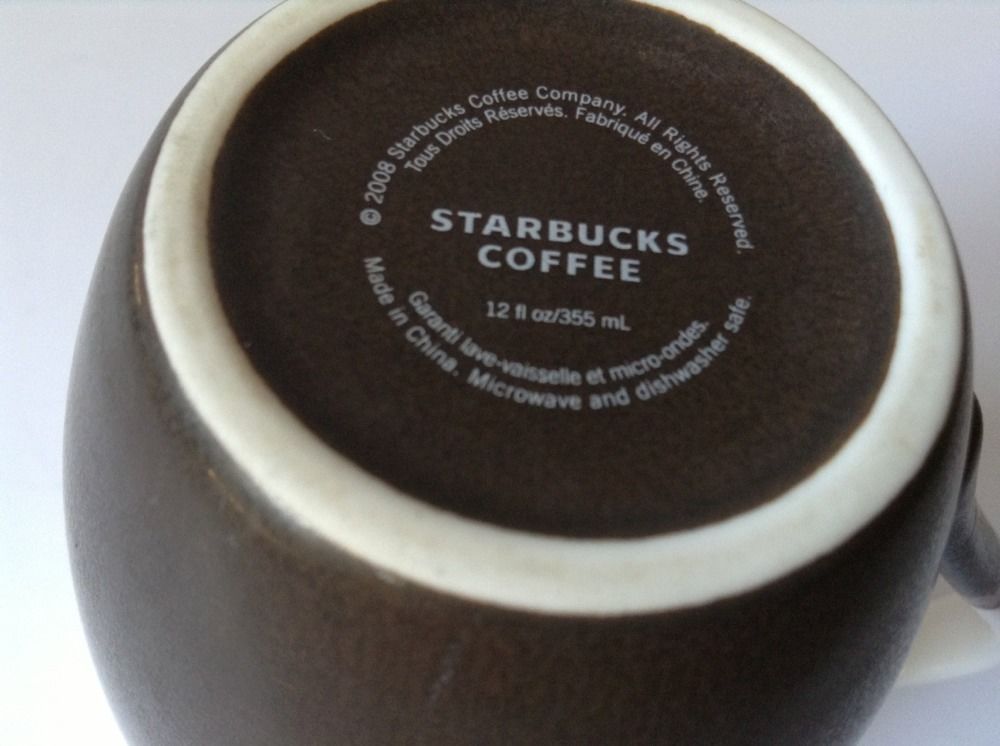 © 2008 Starbucks Coffee Company. All Rights Reserved.
Tous Droits Réservés. Fabriqué en Chine.
STARBUCKS
COFFEE
12 fl oz/355 mL
Garanti lave-vaisselle et micro-ondes.
Made in China. Microwave and dishwasher safe.